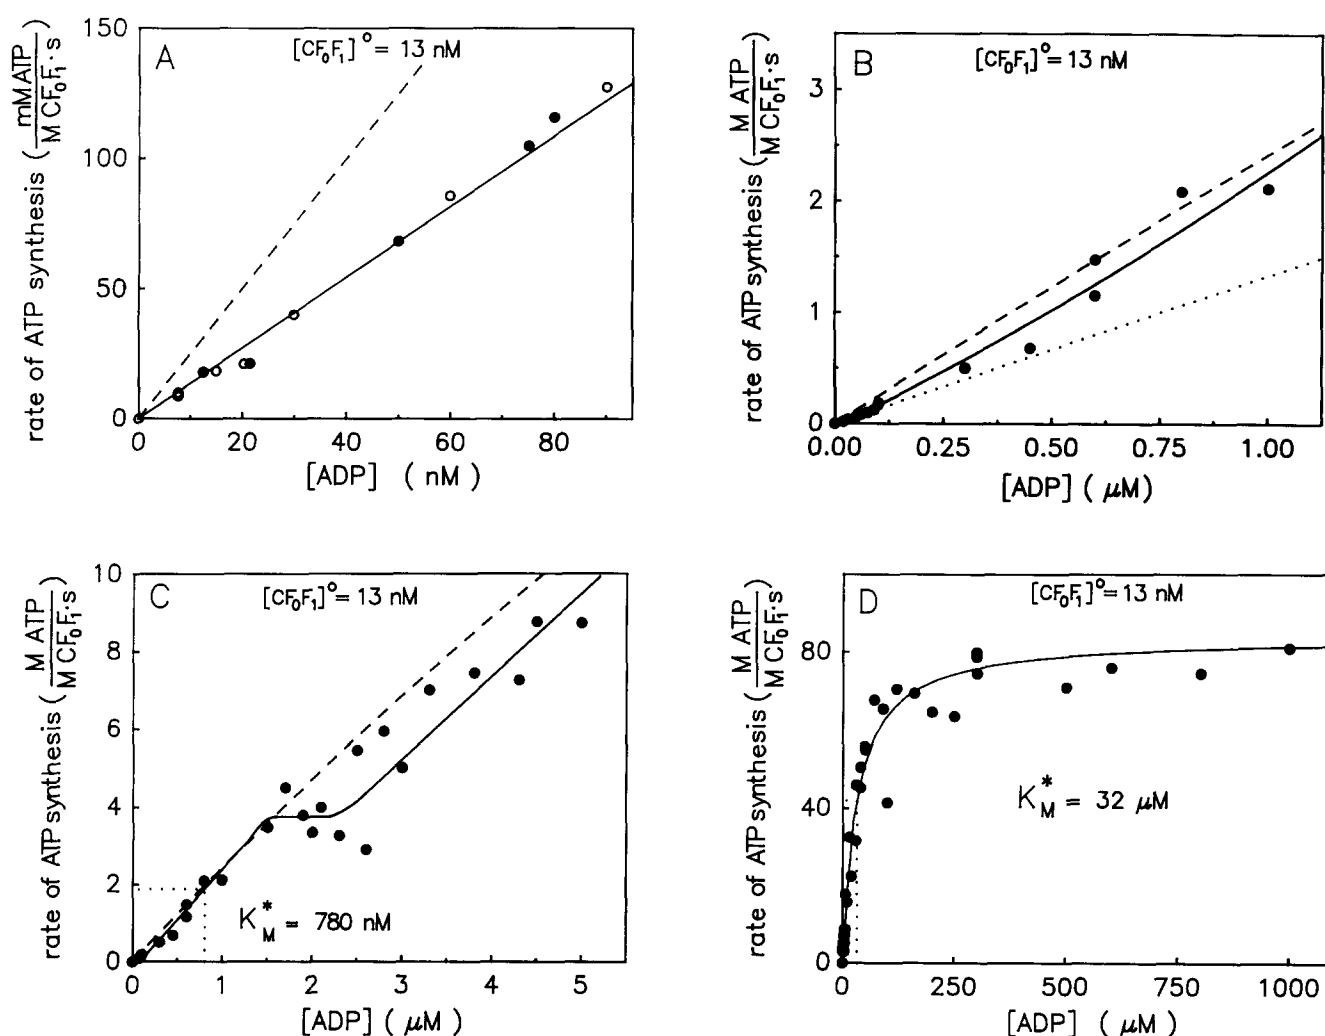 A
[CF₀F₁]° = 13 nM
rate of ATP synthesis (mM ATP / M CF₀F₁·s)
150
100
50
0
0 20 40 60 80
[ADP] ( nM )
B
[CF₀F₁]° = 13 nM
rate of ATP synthesis (M ATP / M CF₀F₁·s)
3
2
1
0
0.00 0.25 0.50 0.75 1.00
[ADP] ( μM)
C
[CF₀F₁]° = 13 nM
rate of ATP synthesis (M ATP / M CF₀F₁·s)
10
8
6
4
2
0
K*M = 780 nM
0 1 2 3 4 5
[ADP] ( μM)
D
[CF₀F₁]° = 13 nM
rate of ATP synthesis (M ATP / M CF₀F₁·s)
80
40
0
K*M = 32 μM
0 250 500 750 1000
[ADP] ( μM )